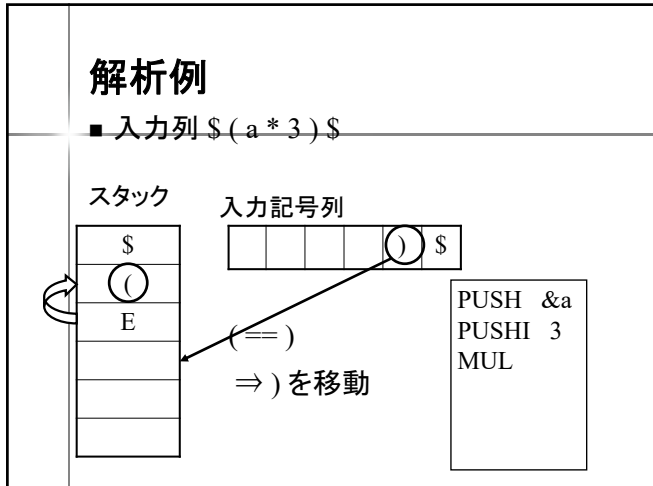 解析例
■ 入力列 $ ( a * 3 ) $
スタック
入力記号列
$
(
E
) $
( == )
⇒ ) を移動
PUSH &a
PUSHI 3
MUL